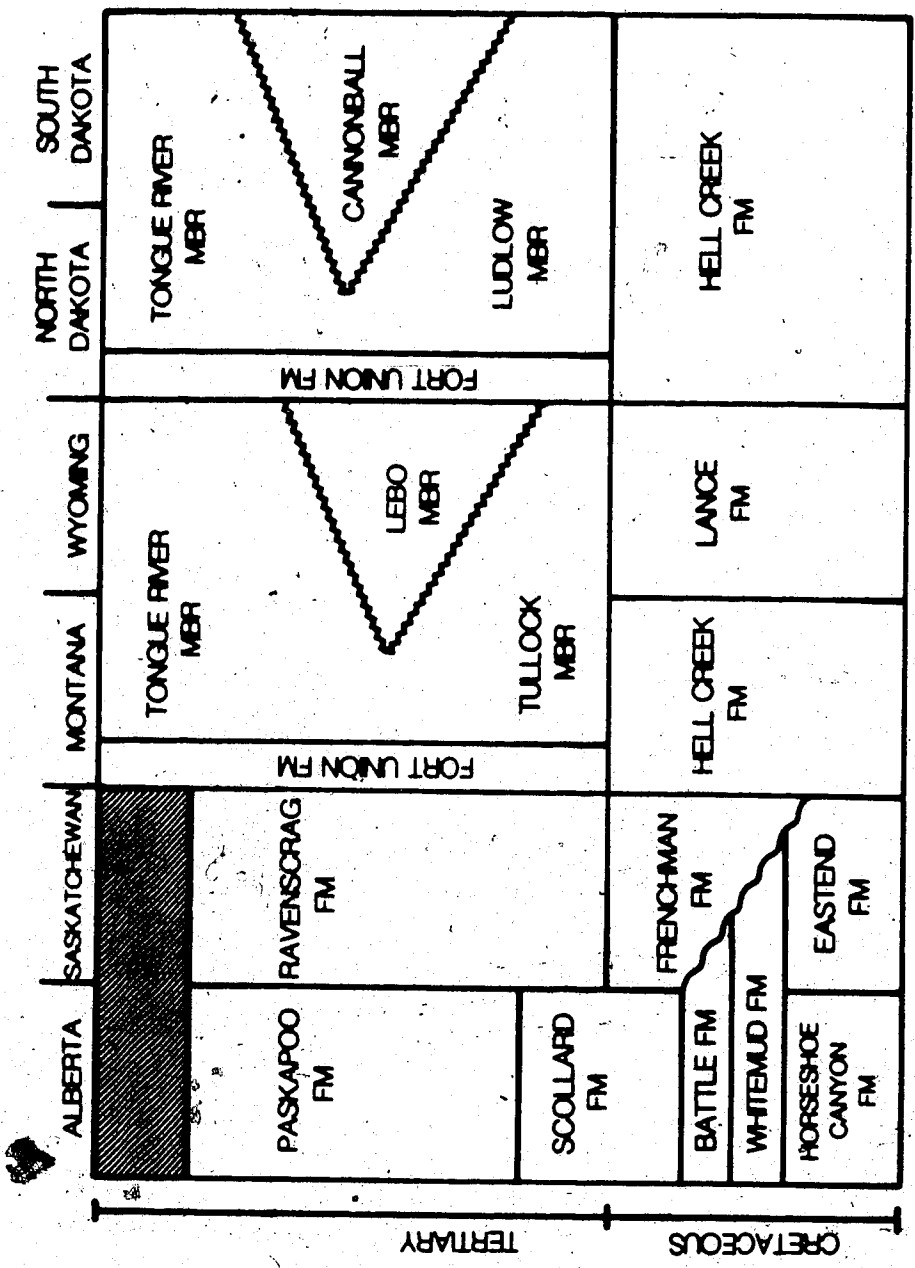 ALBERTA
SASKATCHEWAN
MONTANA
WYOMING
NORTH
DAKOTA
SOUTH
DAKOTA
TERTIARY
CRETACEOUS
PASKAPOO
FM
SCOLLARD
FM
BATTLE FM
WHITEMUD FM
HORSESHOE
CANYON
FM
RAVENSCRAG
FM
FRENCHMAN
FM
EASTEND
FM
FORT UNION FM
TONGUE RIVER
MBR
LEBO
MBR
TULLOCK
MBR
HELL CREEK
FM
LANCE
FM
FORT UNION FM
TONGUE RIVER
MBR
CANNONBALL
MBR
LUDLOW
MBR
HELL CREEK
FM